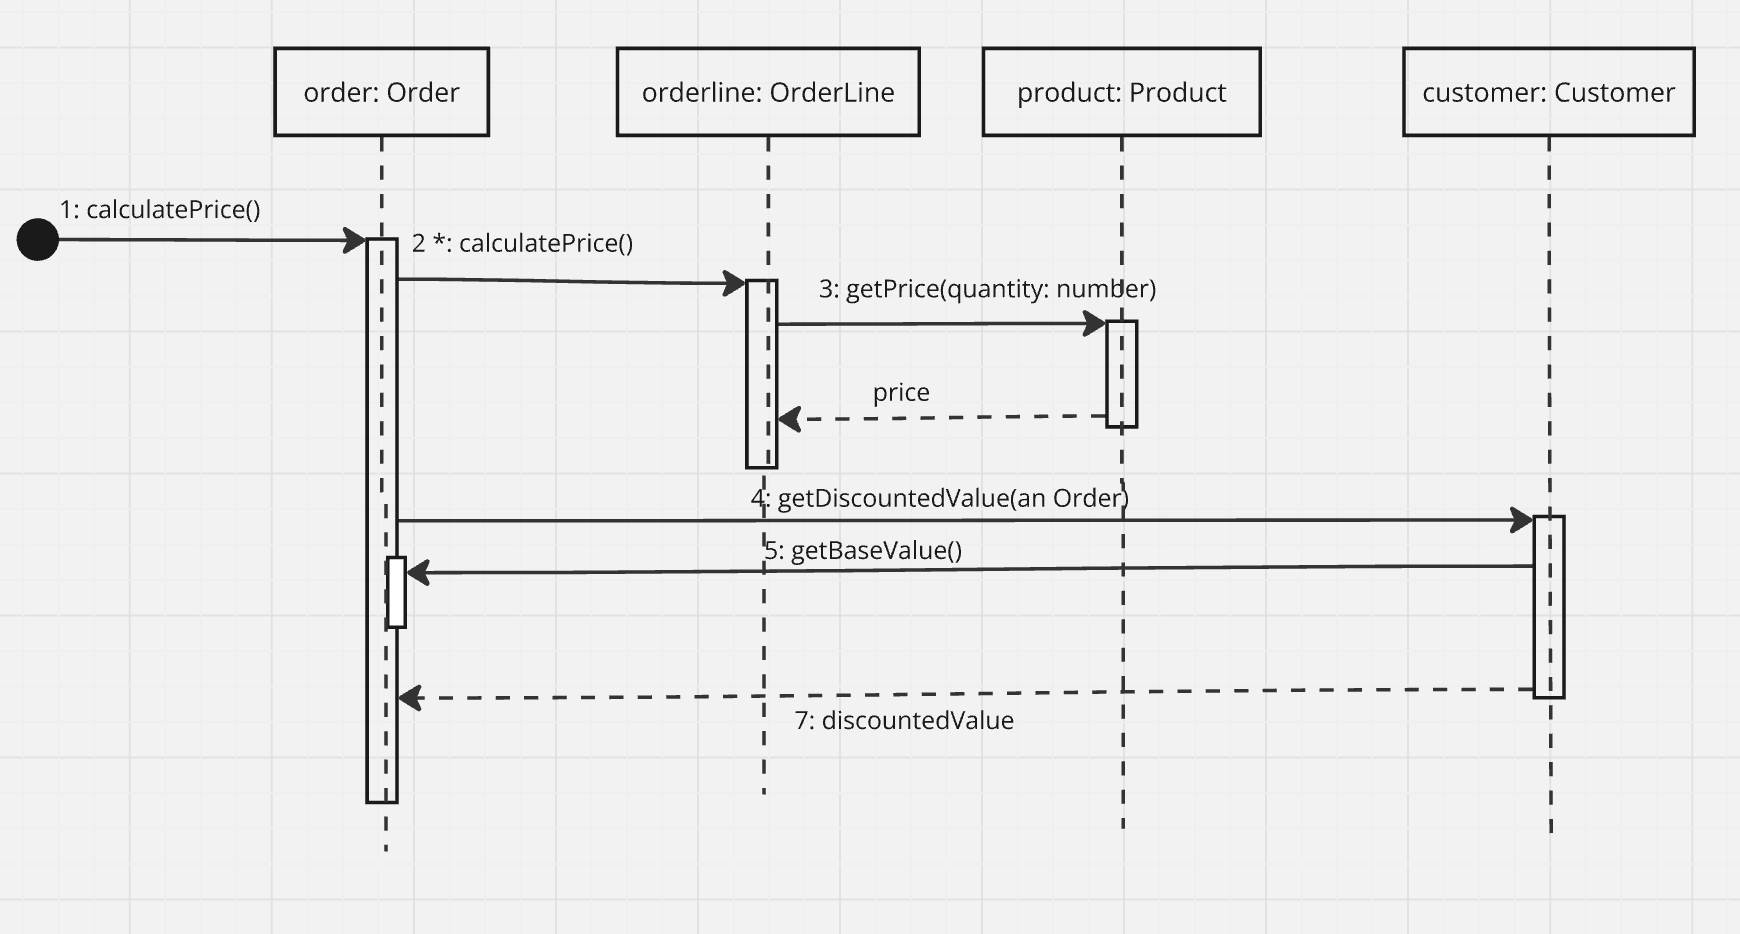 order: Order
orderline: OrderLine
product: Product
customer: Customer
1: calculatePrice()
2 *: calculatePrice()
3: getPrice(quantity: number)
price
4: getDiscountedValue(an Order)
5: getBaseValue()
7: discountedValue